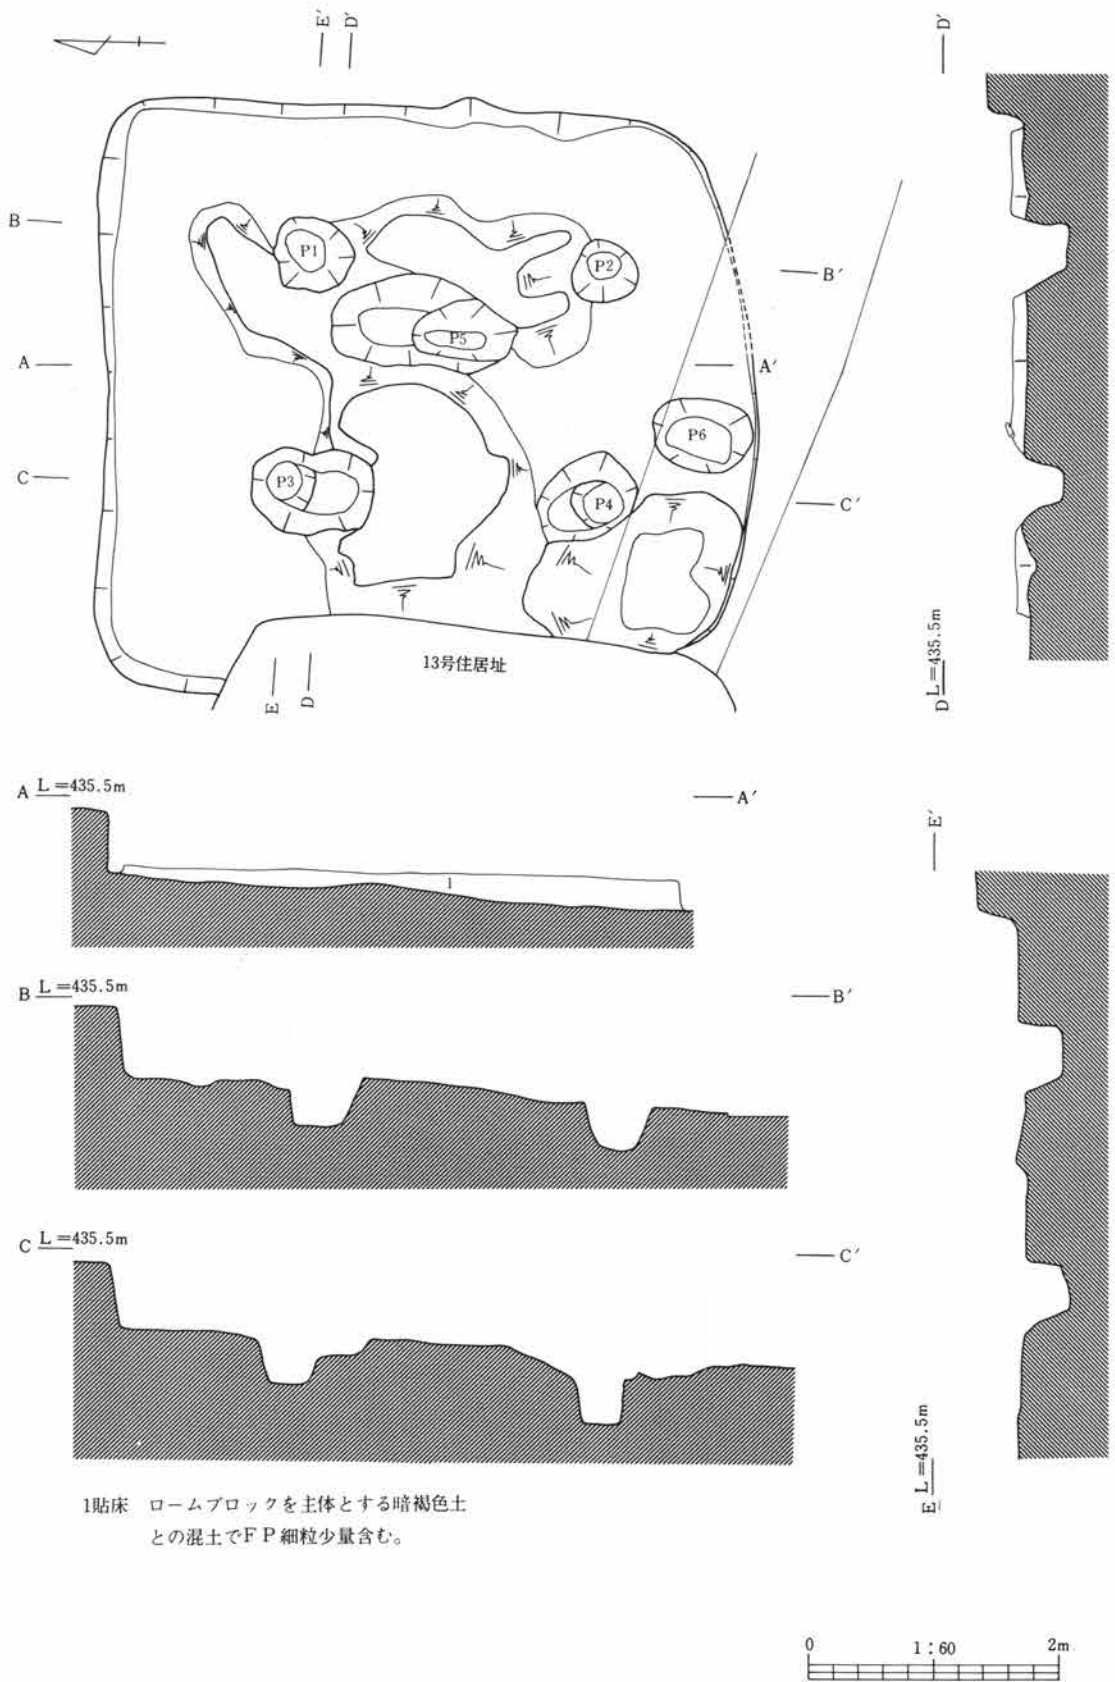 E′
D′
D′
B
P1
P2
B′
P5
A
A′
P6
C
P3
P4
C′
1
1
1
E
D
13号住居址
D L=435.5m
A L=435.5m
A′
1
E′
B L=435.5m
B′
C L=435.5m
C′
E L=435.5m
1貼床 ロームブロックを主体とする暗褐色土
との混土でFP細粒少量含む。
0 1:60 2m